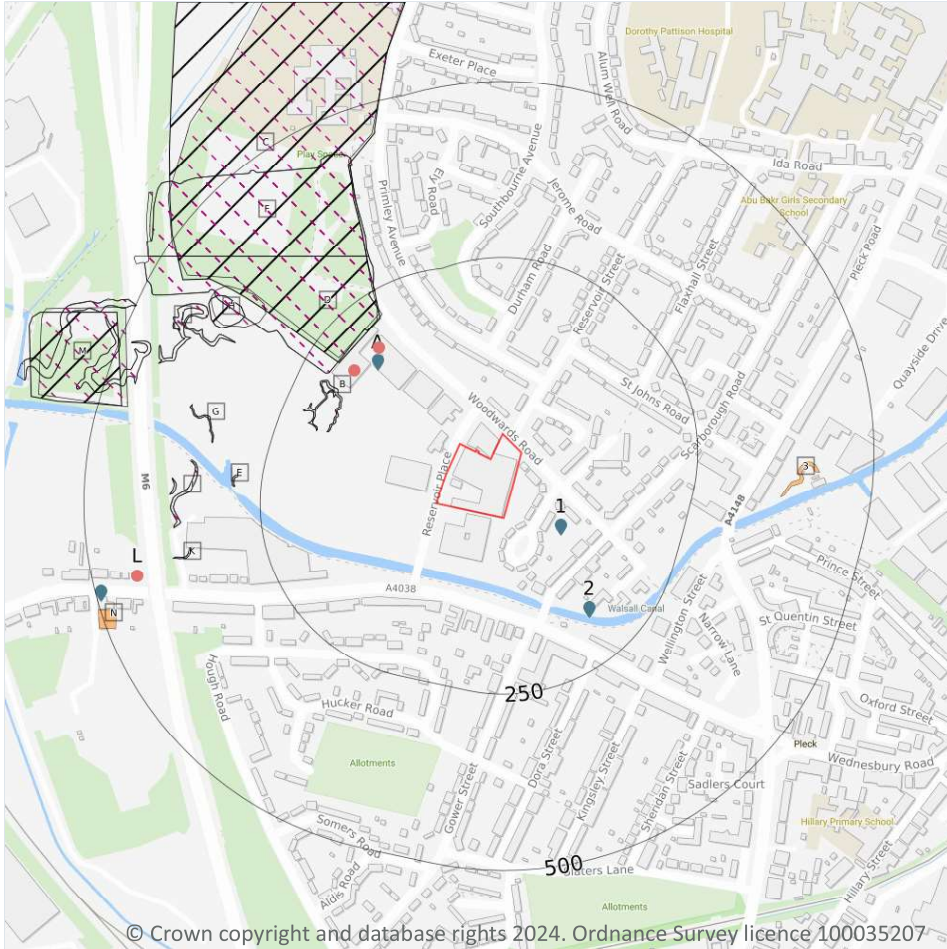 Dorothy Pattison Hospital
Exeter Place
Alum Well Road
C
Play Space
Ida Road
Ely Road
Southbourne Avenue
Jerome Road
Primley Avenue
Abu Bakr Girls Secondary
School
F
Pleck Road
Durham Road
Reservoir Street
Flaxhall Street
D
H
Quayside Drive
M
A
B
St Johns Road
Scarborough Road
Woodwards Road
G
E
3
M6
Reservoir Place
A4148
1
K
L
A4038
2
Walsall Canal
Prince Street
N
Wellington Street
Narrow Lane
St Quentin Street
Hough Road
250
Hucker Road
Oxford Street
Pleck
Allotments
Dora Street
Kingsley Street
Sheridan Street
Wednesbury Road
Sadlers Court
Gower Street
Hillary Primary School
Somers Road
500
Slaters Lane
Aldis Road
Hillary Street
Allotments
© Crown copyright and database rights 2024. Ordnance Survey licence 100035207